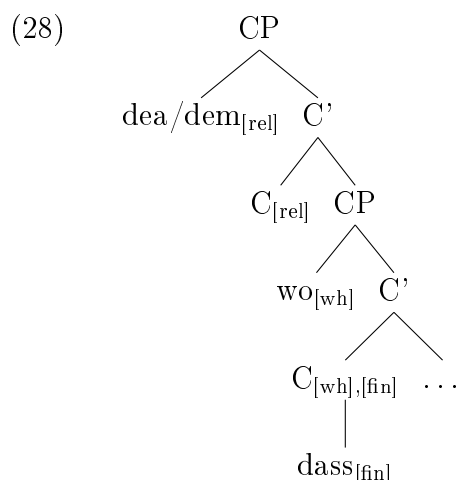 (28) CP
dea/dem[rel] C’
C[rel] CP
wo[wh] C’
C[wh],[fin] ...
dass[fin]